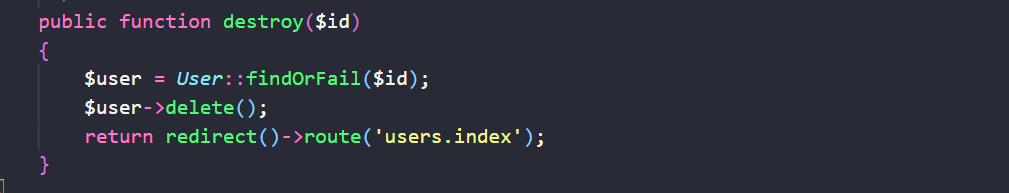 public function destroy($id)
{
    $user = User::findOrFail($id);
    $user->delete();
    return redirect()->route('users.index');
}